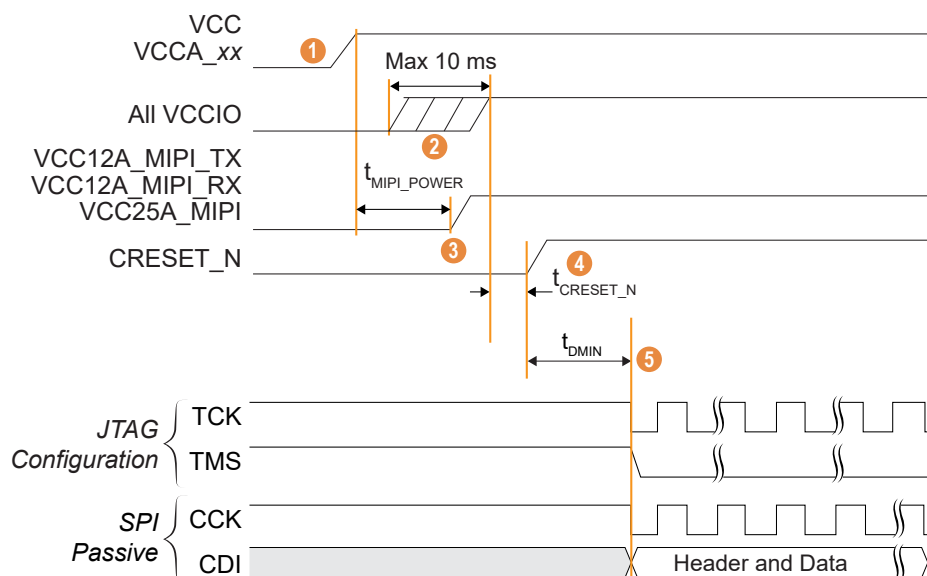 VCC
VCCA_xx
1
Max 10 ms
All VCCIO
2
VCC12A_MIPI_TX
VCC12A_MIPI_RX
VCC25A_MIPI
tMIPI_POWER
3
CRESET_N
4
tCRESET_N
tDMIN
5
JTAG
Configuration
TCK
TMS
SPI
Passive
CCK
CDI
Header and Data